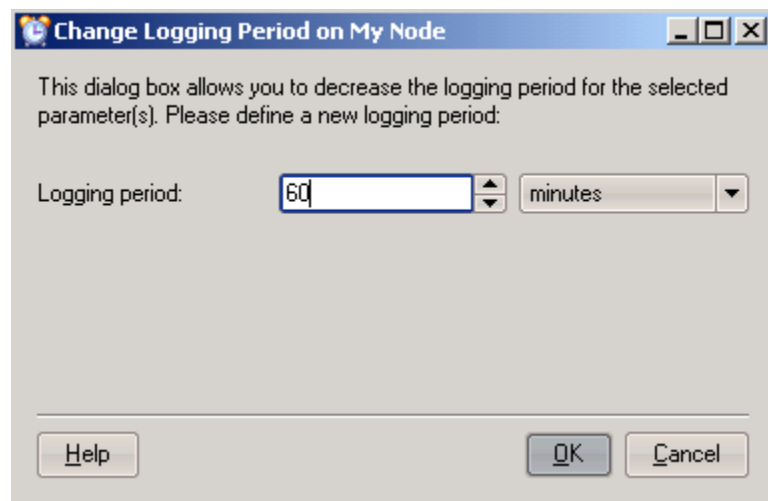 Change Logging Period on My Node
This dialog box allows you to decrease the logging period for the selected
parameter(s). Please define a new logging period:
Logging period: 60 minutes
Help OK Cancel